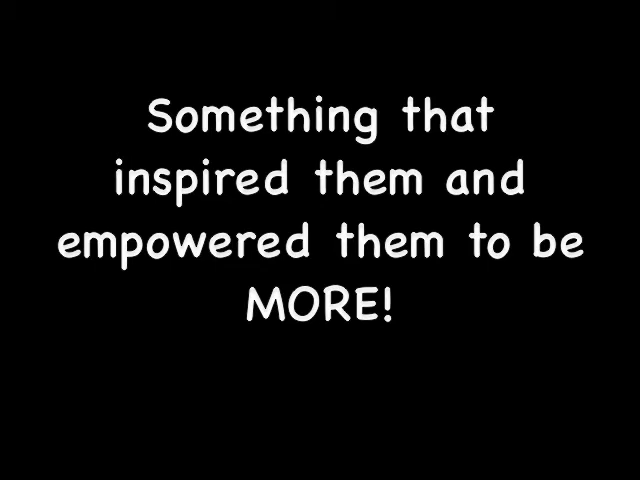 Something that
inspired them and
empowered them to be
MORE!